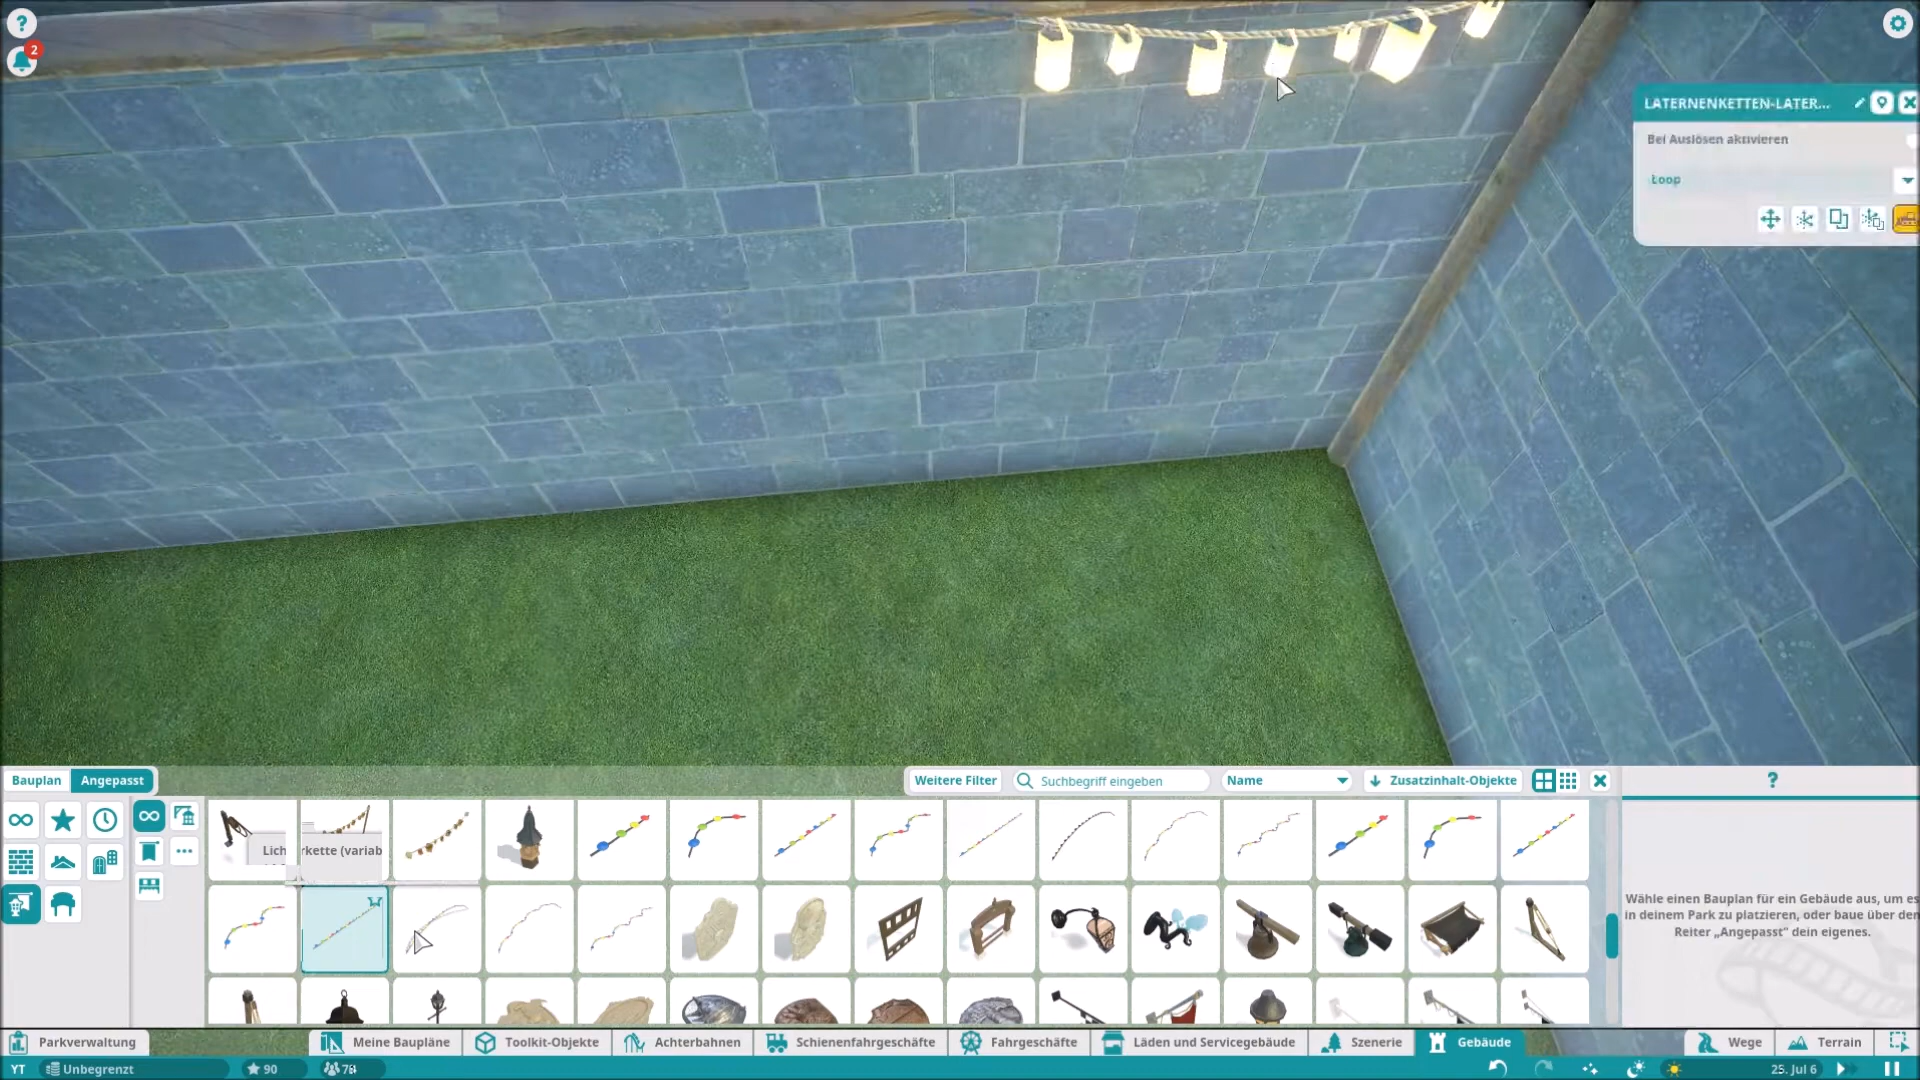 ?
2
LATERNENKETTEN-LATER...
Bei Auslösen aktivieren
Loop
Bauplan
Angepasst
Weitere Filter
Suchbegriff eingeben
Name
Zusatzinhalt-Objekte
?
Wähle einen Bauplan für ein Gebäude aus, um es
in deinem Park zu platzieren, oder baue über den
Reiter „Angepasst" dein eigenes.
Parkverwaltung
Meine Baupläne
Toolkit-Objekte
Achterbahnen
Schienenfahrgeschäfte
Fahrgeschäfte
Läden und Servicegebäude
Szenerie
Gebäude
Wege
Terrain
YT
Unbegrenzt
90
25. Jul 6